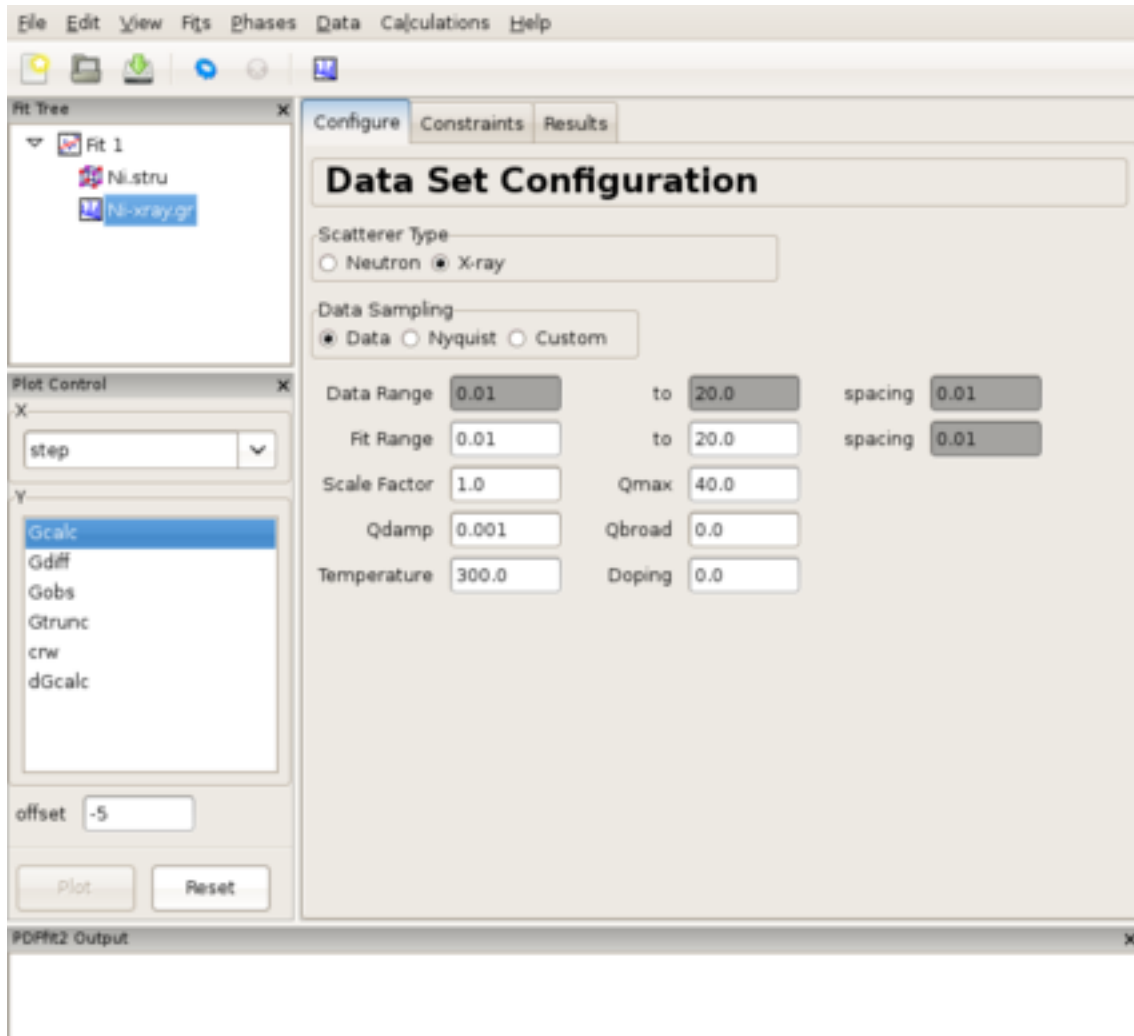 File Edit View Fits Phases Data Calculations Help
Fit Tree
Fit 1
Ni.stru
Ni-xray.gr
Plot Control
X
step
Y
Gcalc
Gdiff
Gobs
Gtrunc
crw
dGcalc
offset -5
Plot Reset
Configure Constraints Results
Data Set Configuration
Scatterer Type
Neutron X-ray
Data Sampling
Data Nyquist Custom
Data Range 0.01 to 20.0 spacing 0.01
Fit Range 0.01 to 20.0 spacing 0.01
Scale Factor 1.0 Qmax 40.0
Qdamp 0.001 Qbroad 0.0
Temperature 300.0 Doping 0.0
PDFfit2 Output